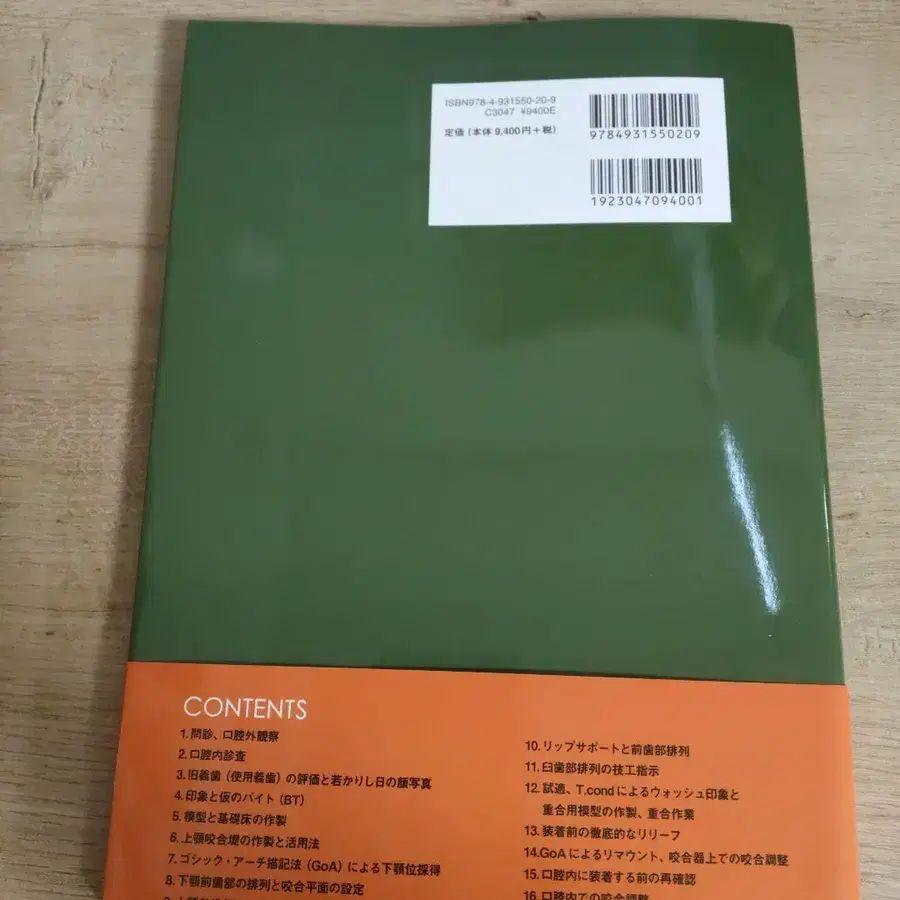 ISBN978-4-931550-20-9
C3047 ¥9400E
定価(本体9,400円+税)
9784931550209
1923047094001
CONTENTS
1.問診、口腔外観察
2.口腔内診査
3.旧義歯(使用義歯)の評価と若かりし日の顔写真
4.印象と仮のバイト(BT)
5.模型と基礎床の作製
6.上顎咬合堤の作製と活用法
7.ゴシック・アーチ描記法(GoA)による下顎位採得
8.下顎前歯部の排列と咬合平面の設定
10.リップサポートと前歯部排列
11.臼歯部排列の技工指示
12.試適、T.condによるウォッシュ印象と
重合用模型の作製、重合作業
13.装着前の徹底的なリリーフ
14.GoAによるリマウント、咬合器上での咬合調整
15.口腔内に装着する前の再確認
16.口腔内での咬合調整